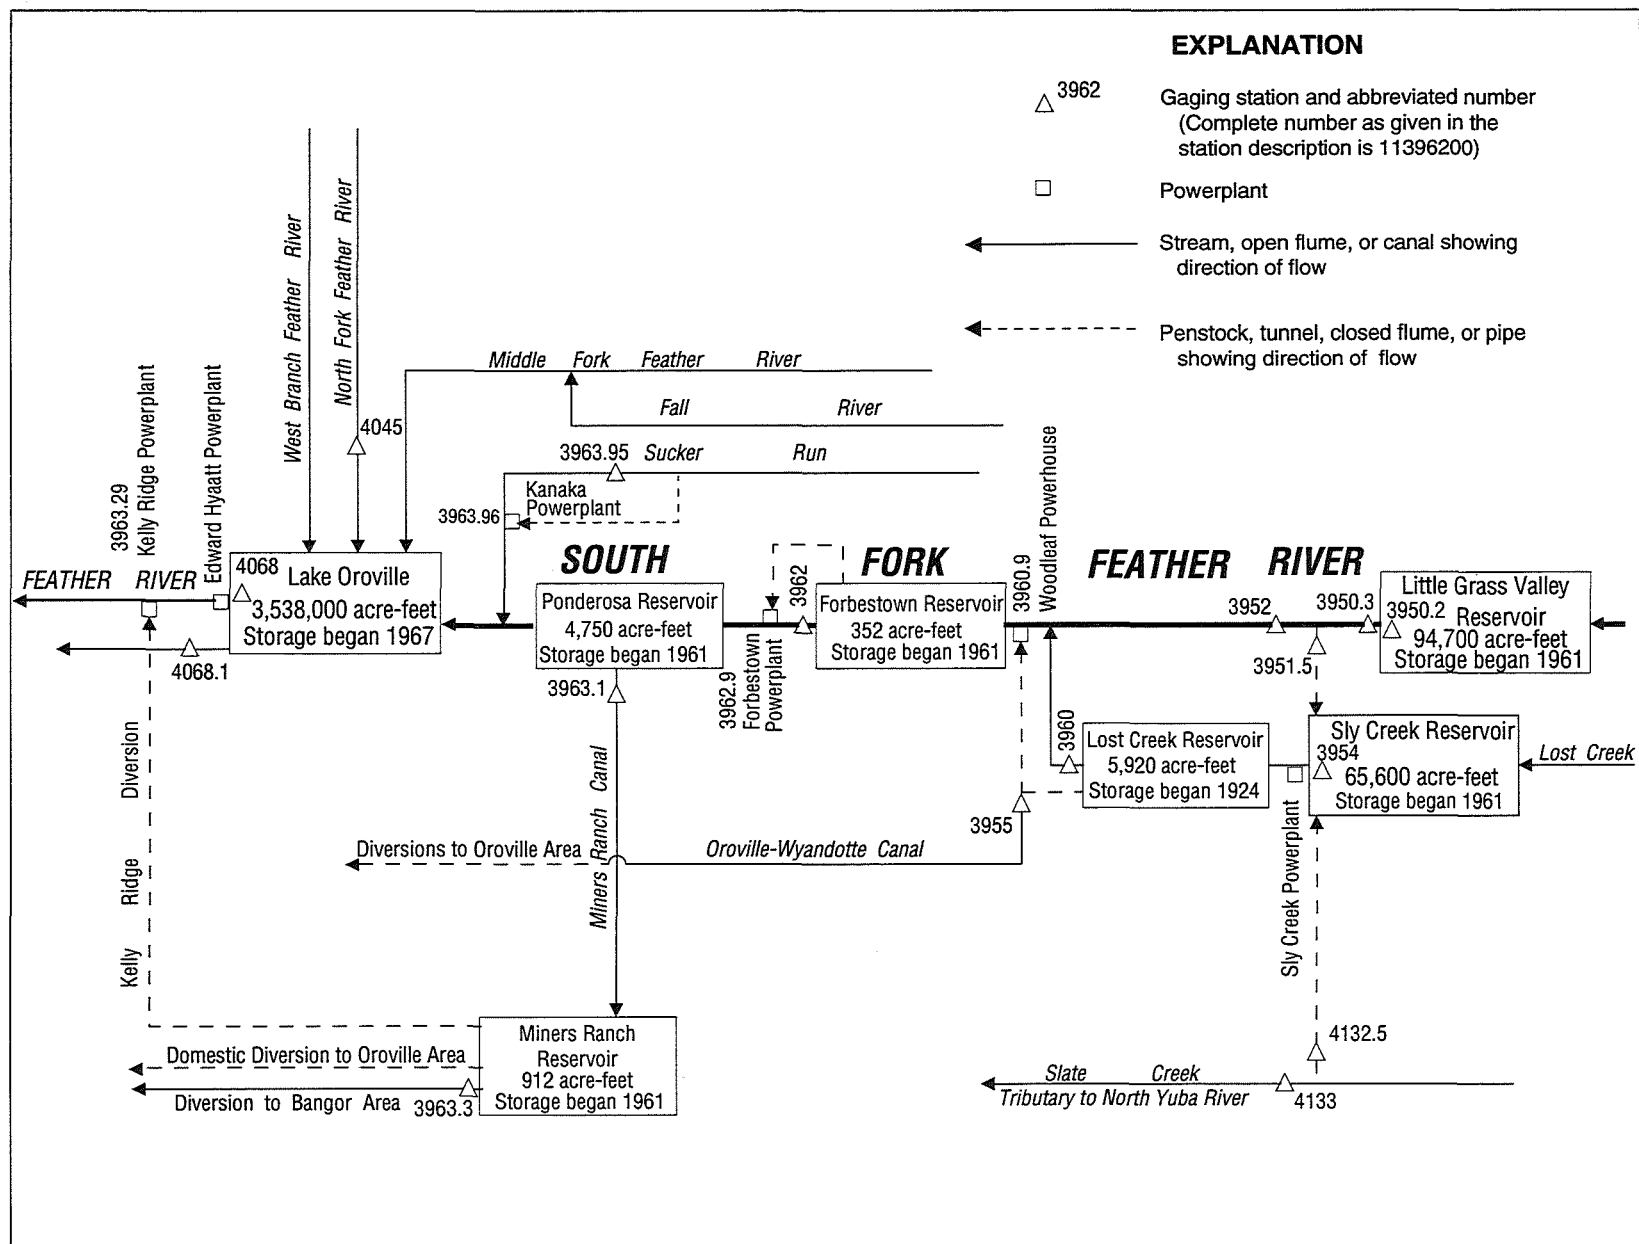 EXPLANATION
3962
Gaging station and abbreviated number
(Complete number as given in the
station description is 11396200)
Powerplant
Stream, open flume, or canal showing
direction of flow
Penstock, tunnel, closed flume, or pipe
showing direction of flow
West Branch Feather River
North Fork Feather River
4045
Middle Fork Feather River
Fall River
3963.95 Sucker Run
Kanaka
Powerplant
3963.96
3963.29
Kelly Ridge Powerplant
Edward Hyaatt Powerplant
FEATHER RIVER
4068 Lake Oroville
3,538,000 acre-feet
Storage began 1967
4068.1
SOUTH FORK FEATHER RIVER
Ponderosa Reservoir
4,750 acre-feet
Storage began 1961
3963.1
3962
3962.9
Forbestown
Powerplant
Forbestown Reservoir
352 acre-feet
Storage began 1961
3960.9
Woodleaf Powerhouse
3952
3950.3
3951.5
Little Grass Valley
3950.2 Reservoir
94,700 acre-feet
Storage began 1961
3960
Lost Creek Reservoir
5,920 acre-feet
Storage began 1924
Sly Creek Reservoir
3954
65,600 acre-feet
Storage began 1961
Lost Creek
3955
Sly Creek Powerplant
Diversions to Oroville Area
Oroville-Wyandotte Canal
Miners Ranch Canal
Kelly Ridge Diversion
Miners Ranch
Reservoir
912 acre-feet
Storage began 1961
Domestic Diversion to Oroville Area
Diversion to Bangor Area 3963.3
4132.5
Slate Creek
Tributary to North Yuba River
4133